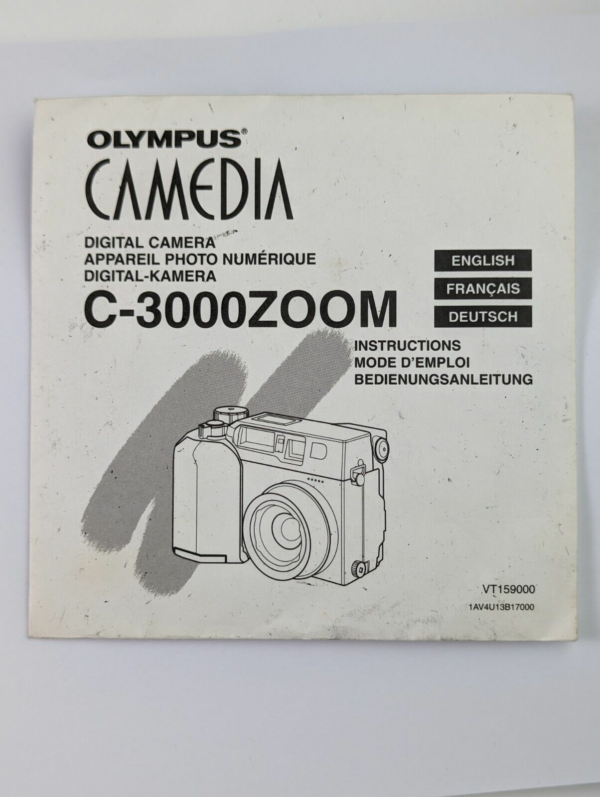 OLYMPUS®
CAMEDIA
DIGITAL CAMERA
APPAREIL PHOTO NUMÉRIQUE
DIGITAL-KAMERA
C-3000ZOOM
ENGLISH
FRANÇAIS
DEUTSCH
INSTRUCTIONS
MODE D'EMPLOI
BEDIENUNGSANLEITUNG
VT159000
1AV4U13B17000